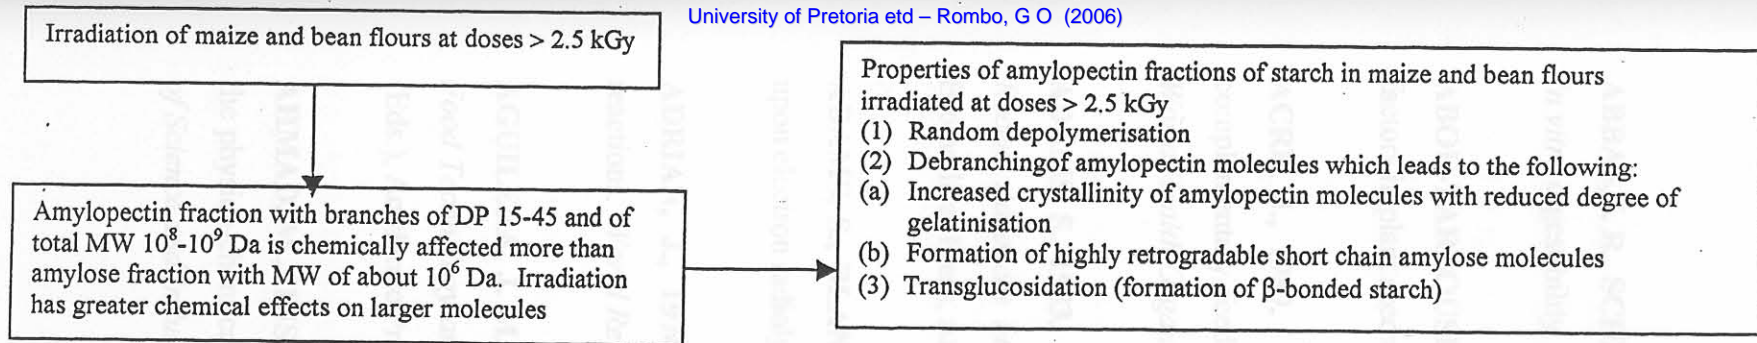 University of Pretoria etd – Rombo, G O (2006)
Irradiation of maize and bean flours at doses > 2.5 kGy
Amylopectin fraction with branches of DP 15-45 and of
total MW 10⁸-10⁹ Da is chemically affected more than
amylose fraction with MW of about 10⁶ Da. Irradiation
has greater chemical effects on larger molecules
Properties of amylopectin fractions of starch in maize and bean flours
irradiated at doses > 2.5 kGy
(1) Random depolymerisation
(2) Debranchingof amylopectin molecules which leads to the following:
(a) Increased crystallinity of amylopectin molecules with reduced degree of
gelatinisation
(b) Formation of highly retrogradable short chain amylose molecules
(3) Transglucosidation (formation of β-bonded starch)